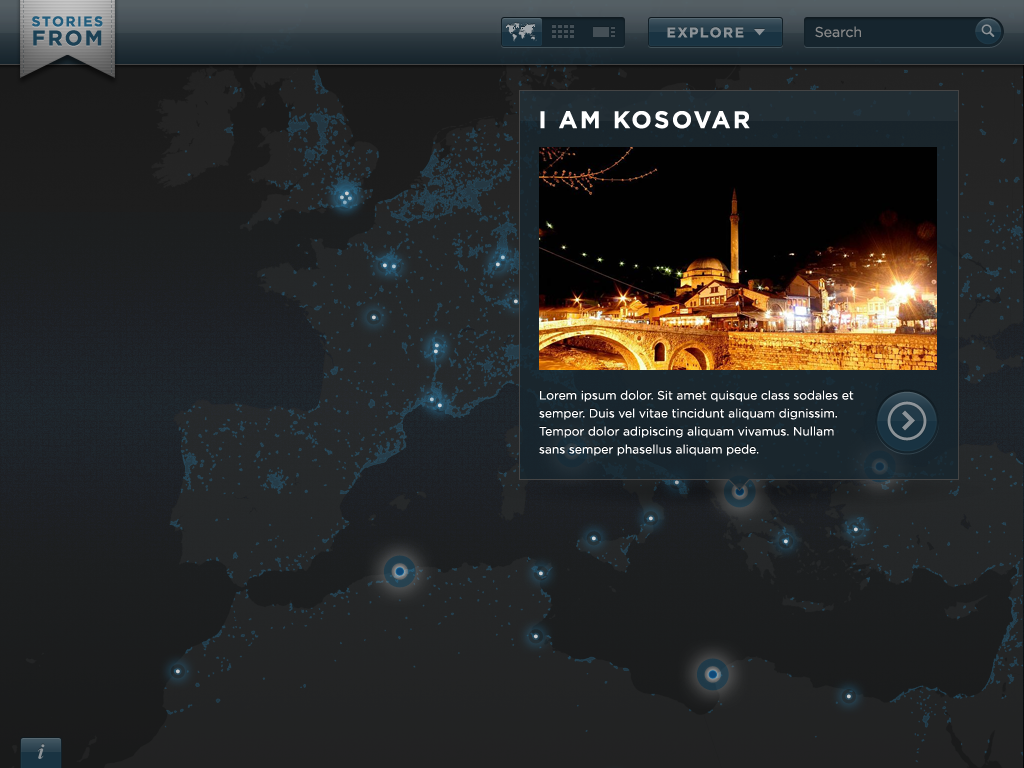 STORIES
FROM
EXPLORE
Search
I AM KOSOVAR
Lorem ipsum dolor. Sit amet quisque class sodales et
semper. Duis vel vitae tincidunt aliquam dignissim.
Tempor dolor adipiscing aliquam vivamus. Nullam
sans semper phasellus aliquam pede.
i